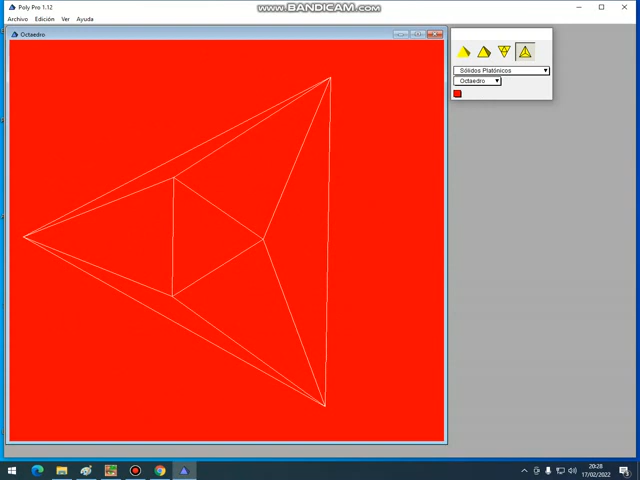 Poly Pro 1.12
WWW.BANDICAM.COM
Archivo Edición Ver Ayuda
Octaedro
Sólidos Platónicos
Octaedro
20:28
17/02/2022